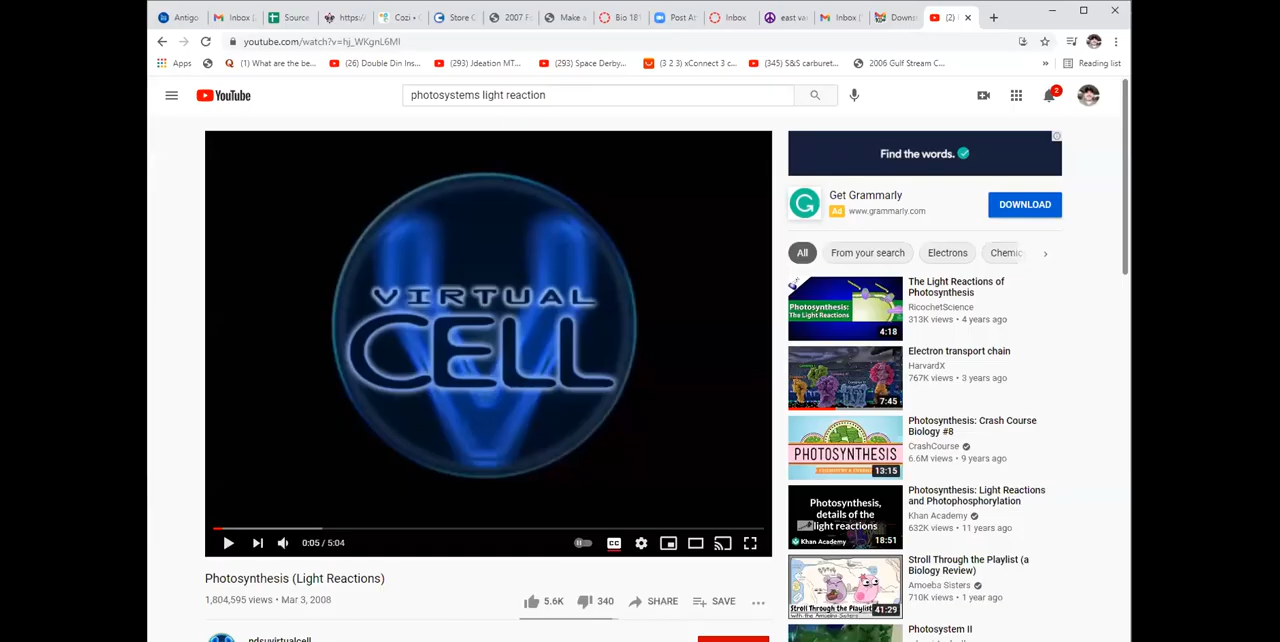 Antigo
Inbox (
Source
https:/
Cozi •
Store C
2007 Fo
Make a
Bio 181
Post At
Inbox
east va
Inbox (
Downs
(2)
youtube.com/watch?v=hj_WKgnL6MI
Apps
(1) What are the be...
(26) Double Din Ins...
(293) Jdeation MT...
(293) Space Derby...
(3 2 3) xConnect 3 c...
(345) S&S carburet...
2006 Gulf Stream C...
» Reading list
YouTube
photosystems light reaction
2
VIRTUAL
CELL
CC
0:05 / 5:04
Photosynthesis (Light Reactions)
1,804,595 views • Mar 3, 2008
5.6K
340
SHARE
SAVE
ndsuvirtualcell
Find the words.
Get Grammarly
Ad www.grammarly.com
DOWNLOAD
All
From your search
Electrons
Chemic
Photosynthesis:
The Light Reactions
4:18
The Light Reactions of
Photosynthesis
RicochetScience
313K views • 4 years ago
7:45
Electron transport chain
HarvardX
767K views • 3 years ago
PHOTOSYNTHESIS
13:15
Photosynthesis: Crash Course
Biology #8
CrashCourse
6.6M views • 9 years ago
Photosynthesis,
details of the
light reactions
Khan Academy
18:51
Photosynthesis: Light Reactions
and Photophosphorylation
Khan Academy
632K views • 11 years ago
Stroll Through the Playlist
with the Amoeba Sisters
41:29
Stroll Through the Playlist (a
Biology Review)
Amoeba Sisters
710K views • 1 year ago
Photosystem II